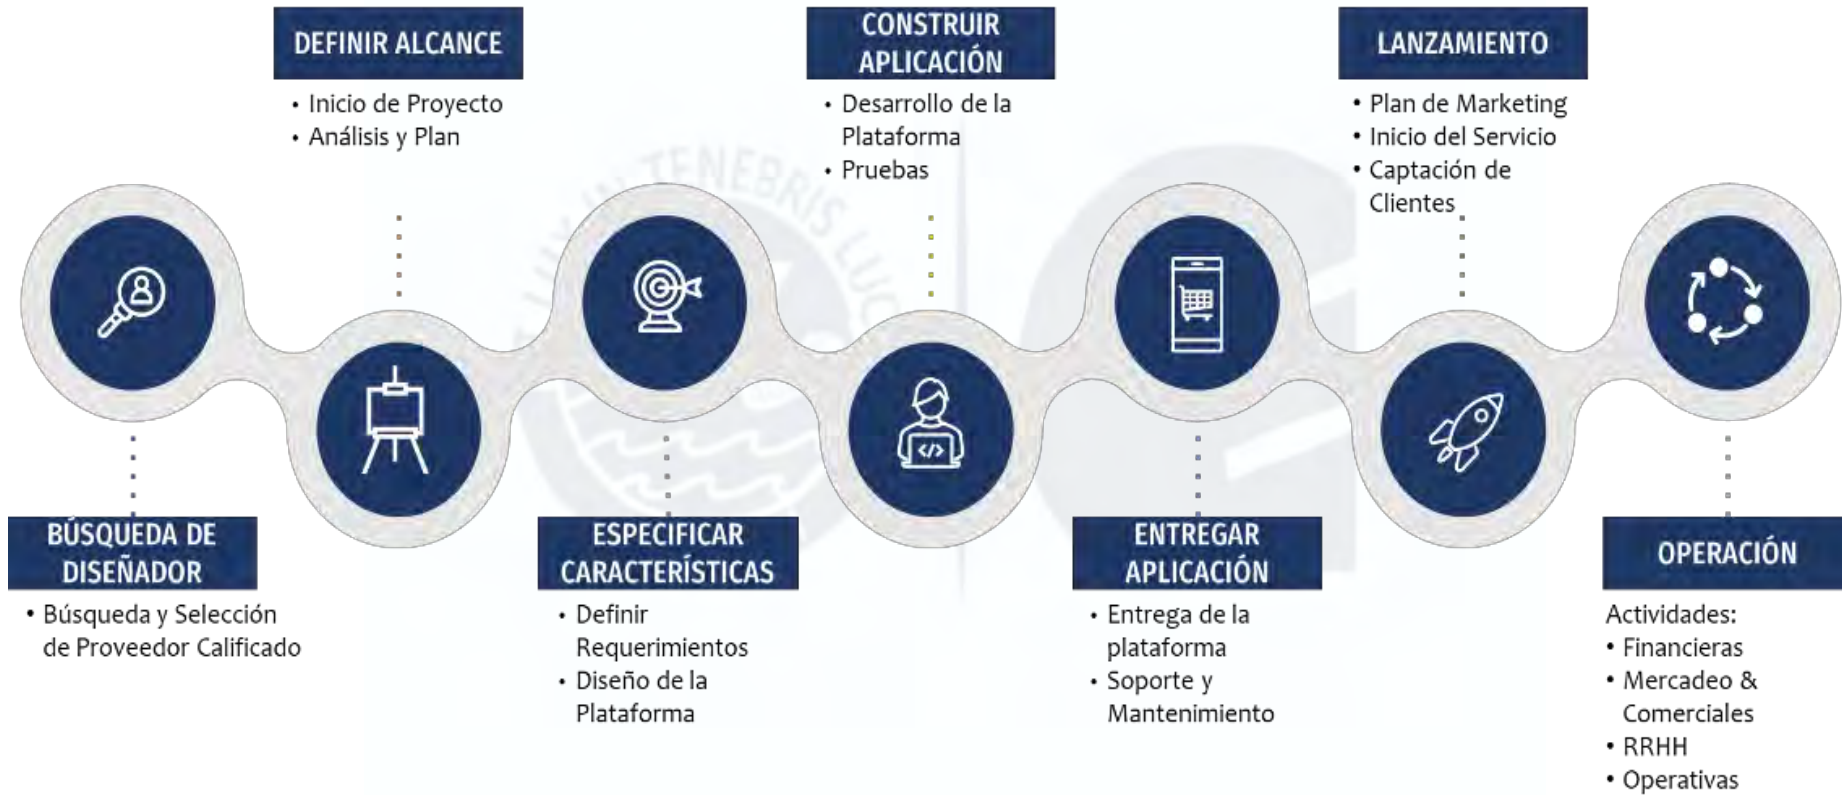 DEFINIR ALCANCE
• Inicio de Proyecto
• Análisis y Plan
CONSTRUIR
APLICACIÓN
• Desarrollo de la
Plataforma
• Pruebas
LANZAMIENTO
• Plan de Marketing
• Inicio del Servicio
• Captación de
Clientes
TENEBRIS
</>
BÚSQUEDA DE
DISEÑADOR
• Búsqueda y Selección
de Proveedor Calificado
ESPECIFICAR
CARACTERÍSTICAS
• Definir
Requerimientos
• Diseño de la
Plataforma
ENTREGAR
APLICACIÓN
• Entrega de la
plataforma
• Soporte y
Mantenimiento
OPERACIÓN
Actividades:
• Financieras
• Mercadeo &
Comerciales
• RRHH
• Operativas